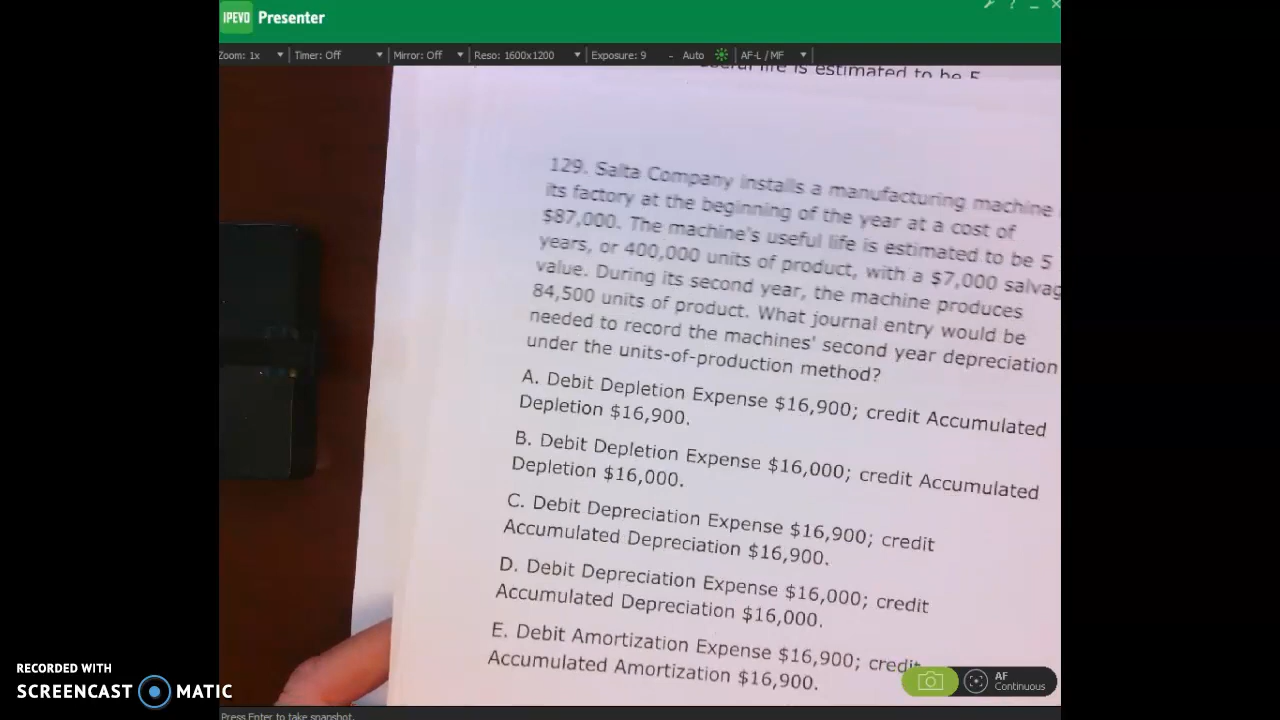 IPEVO Presenter
Zoom: 1x Timer: Off Mirror: Off Reso: 1600x1200 Exposure: 9 - Auto AF-L / MF
useful life is estimated to be 5
129. Salta Company installs a manufacturing machine
its factory at the beginning of the year at a cost of
$87,000. The machine's useful life is estimated to be 5
years, or 400,000 units of product, with a $7,000 salvag
value. During its second year, the machine produces
84,500 units of product. What journal entry would be
needed to record the machines' second year depreciation
under the units-of-production method?
A. Debit Depletion Expense $16,900; credit Accumulated
Depletion $16,900.
B. Debit Depletion Expense $16,000; credit Accumulated
Depletion $16,000.
C. Debit Depreciation Expense $16,900; credit
Accumulated Depreciation $16,900.
D. Debit Depreciation Expense $16,000; credit
Accumulated Depreciation $16,000.
E. Debit Amortization Expense $16,900; credit
Accumulated Amortization $16,900.
AF
Continuous
RECORDED WITH
SCREENCAST MATIC
Press Enter to take snapshot.